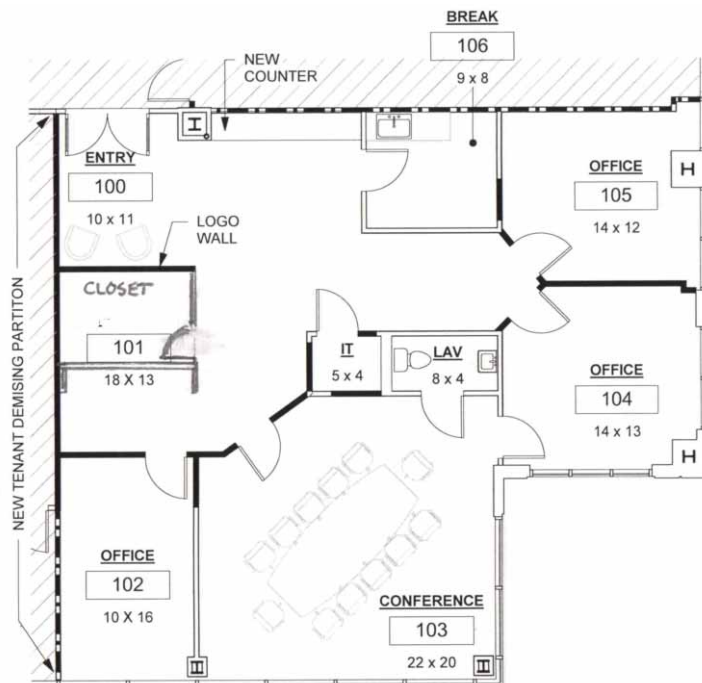 BREAK
106
9 x 8
NEW
COUNTER
ENTRY
100
10 x 11
LOGO
WALL
OFFICE
105
14 x 12
H
CLOSET
101
18 X 13
IT
5 x 4
LAV
8 x 4
OFFICE
104
14 x 13
H
NEW TENANT DEMISING PARTITON
OFFICE
102
10 X 16
CONFERENCE
103
22 x 20